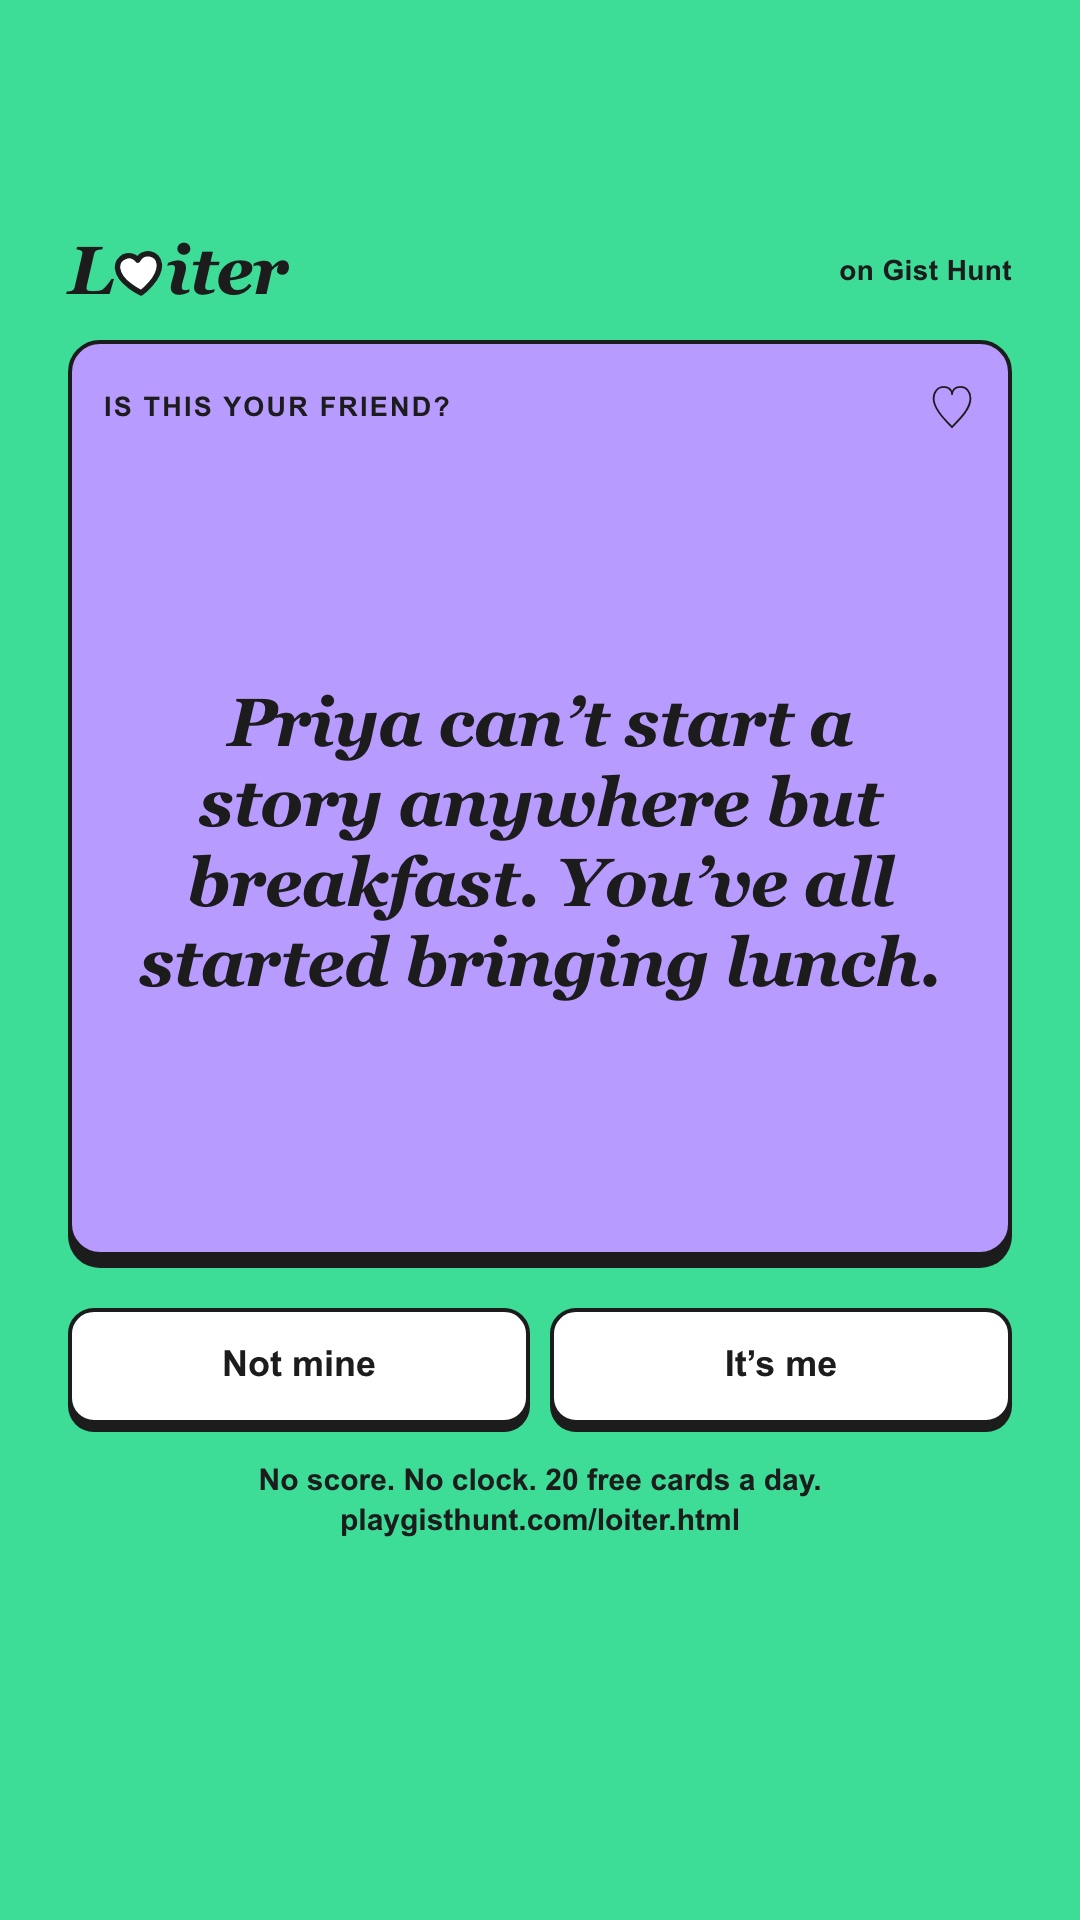 Loiter
on Gist Hunt
IS THIS YOUR FRIEND?
Priya can’t start a
story anywhere but
breakfast. You’ve all
started bringing lunch.
Not mine
It’s me
No score. No clock. 20 free cards a day.
playgisthunt.com/loiter.html